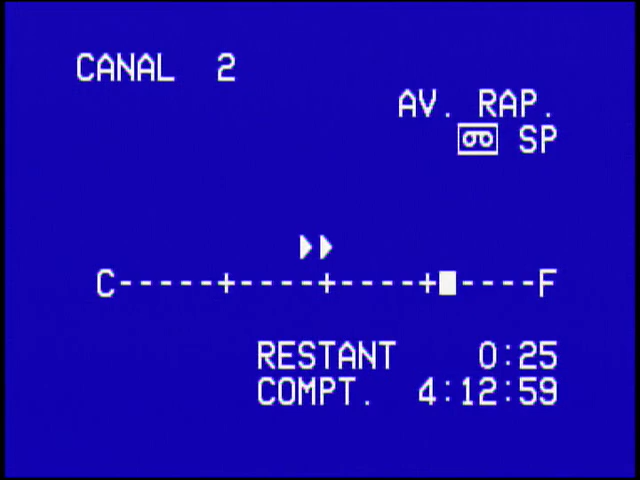 CANAL 2
AV. RAP.
SP
C-----+----+----+■----F
RESTANT 0:25
COMPT. 4:12:59